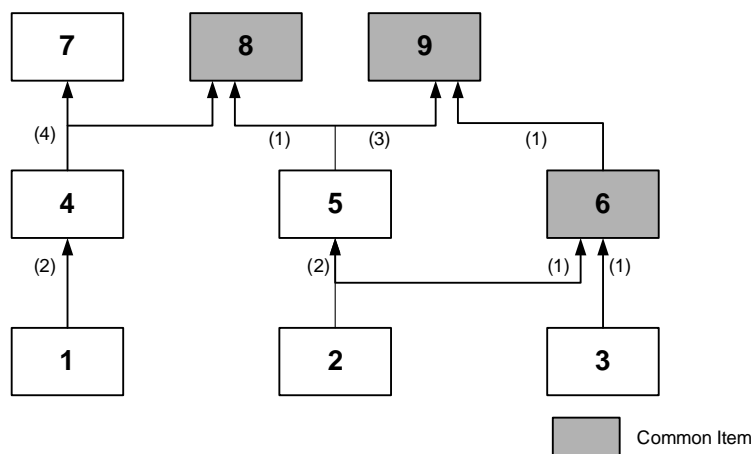 7 8 9
(4) (1) (3) (1)
4 5 6
(2) (2) (1) (1)
1 2 3
Common Item